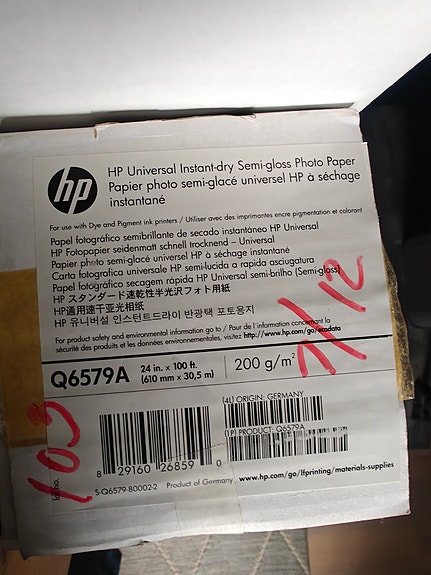 hp
HP Universal Instant-dry Semi-gloss Photo Paper
Papier photo semi-glacé universel HP à séchage
instantané
For use with Dye and Pigment ink printers / Utiliser avec des imprimantes encre pigmentation et colorant
Papel fotográfico semibrillante de secado instantáneo HP Universal
HP Fotopapier seidenmatt schnell trocknend – Universal
Papier photo semi-glacé universel HP à séchage instantané
Carta fotografica universale HP semi-lucida a rapida asciugatura
Papel fotográfico secagem rápida HP Universal semi-brilho (Semi-gloss)
HP スタンダード速乾性半光沢フォト用紙
HP通用速干亚光相纸
HP 유니버설 인스턴트드라이 반광택 포토용지
For product safety and environmental information go to / Pour de l'information concernant la
sécurité des produits et les données environnementales, visitez http://www.hp.com/go/ecodata
Q6579A
24 in. x 100 ft.
(610 mm x 30,5 m)
200 g/m²
7/12
103
(4L) ORIGIN: GERMANY
(1P) PRODUCT: Q6579A
8 29160 26859 0
S-Q6579-80002-2
Product of Germany
www.hp.com/go/lfprinting/materials-supplies